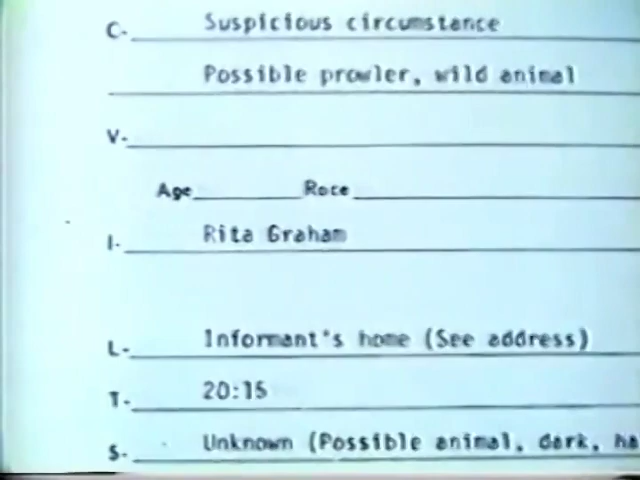 C- Suspicious circumstance
Possible prowler, wild animal
V-
Age Race
I- Rita Graham
L- Informant's home (See address)
T- 20:15
S- Unknown (Possible animal, dark, ha